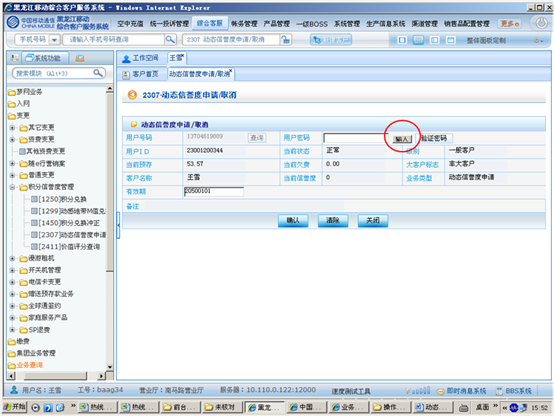 黑龙江移动综合客户服务系统 - Windows Internet Explorer
中国移动通信 CHINA MOBILE 黑龙江移动 综合客户服务系统 空中充值 统一投诉管理 综合客服 帐务管理 产品管理 一级BOSS 系统管理 生产信息系统 渠道管理 销售品配置管理 更多
手机号码 请输入手机号码查询 2307 动态信誉度申请/取消 整体面板定制
系统功能 工作空间 王雪
搜索模块 (Alt+3) 客户首页 动态信誉度申请/取消
梦网业务
入网
变更
其它变更
资费变更
其他资费变更
随e行营销案
普通变更
积分信誉度管理
[1250]积分兑换
[1299]动感地带M值兑
[1450]积分兑换冲正
[2307]动态信誉度申
[2411]价值评分查询
漫游租机
开关机管理
电信卡变更
赠送预存款业务
全球通签约
家庭服务产品
SP退费
缴费
集团业务管理
业务查询
2307-动态信誉度申请/取消
动态信誉度申请/取消
用户号码 13704619889 查询 用户密码 输入 验证密码
用户ID 23001200344 当前状态 正常 一般客户
当前预存 53.57 当前欠费 0.00 大客户标志 非大客户
客户名称 王雪 当前信誉度 0 业务类型 动态信誉度申请
有效期 20500101
备注
确认 清除 关闭
用户名：王雪 工号：baag34 营业厅：南马路营业厅 服务器：10.110.0.122:12000 速度测试工具 即时消息系统 BBS系统
开始 热线... 热线... 前台... 未核对 黑龙... 中国... 业务... 操作... 动态... 桌面 15:52